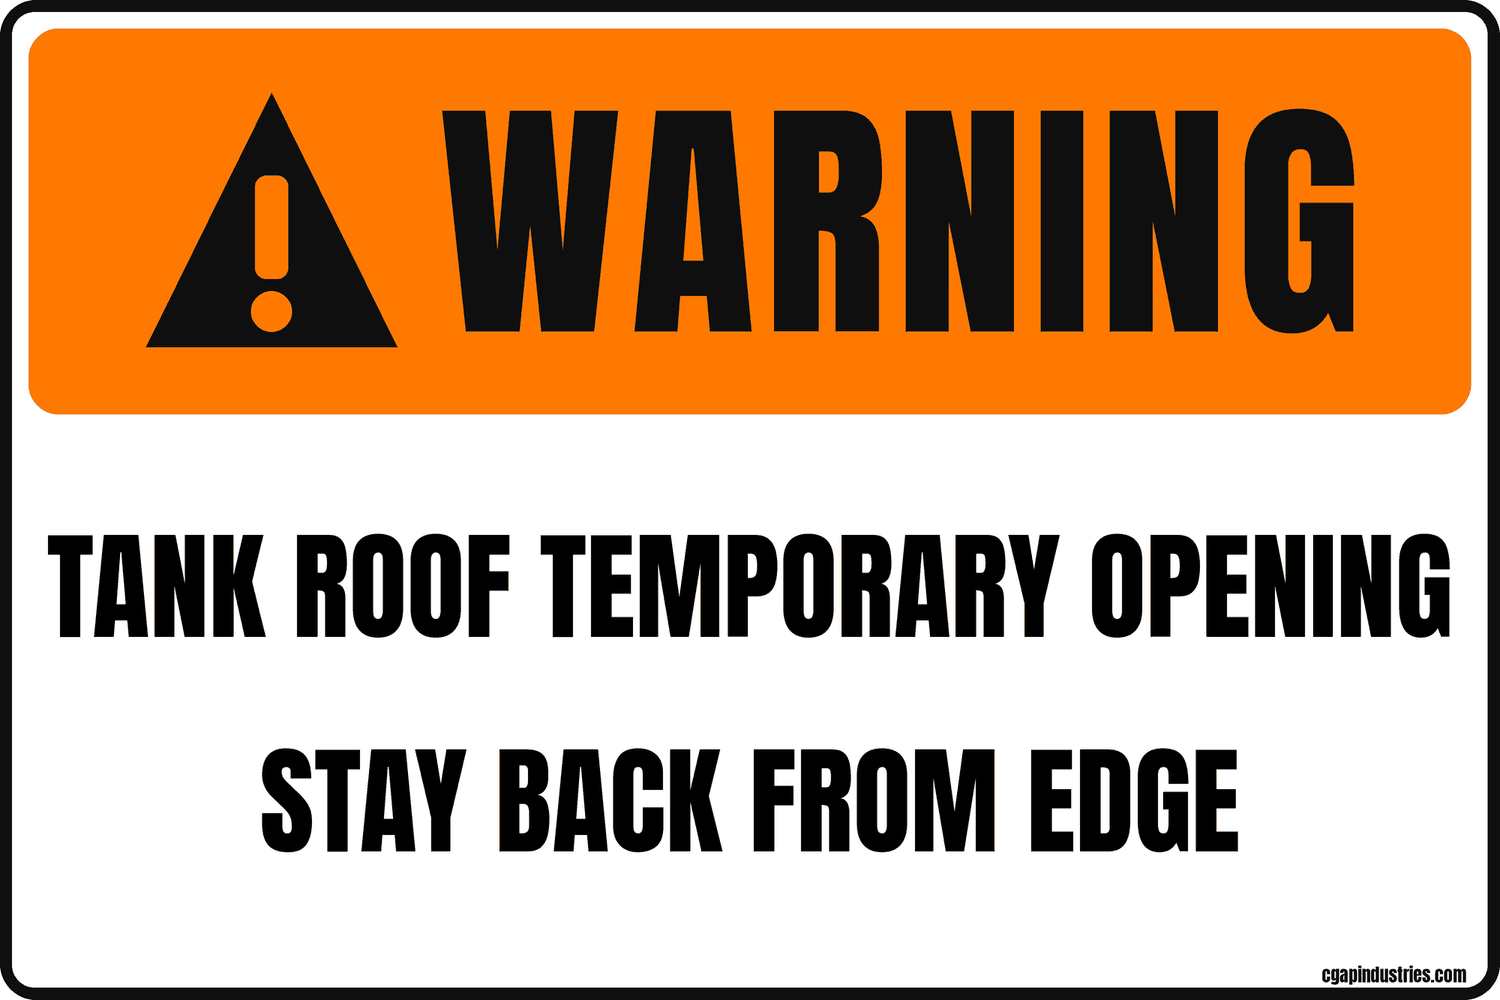 WARNING
TANK ROOF TEMPORARY OPENING
STAY BACK FROM EDGE
cgapindustries.com